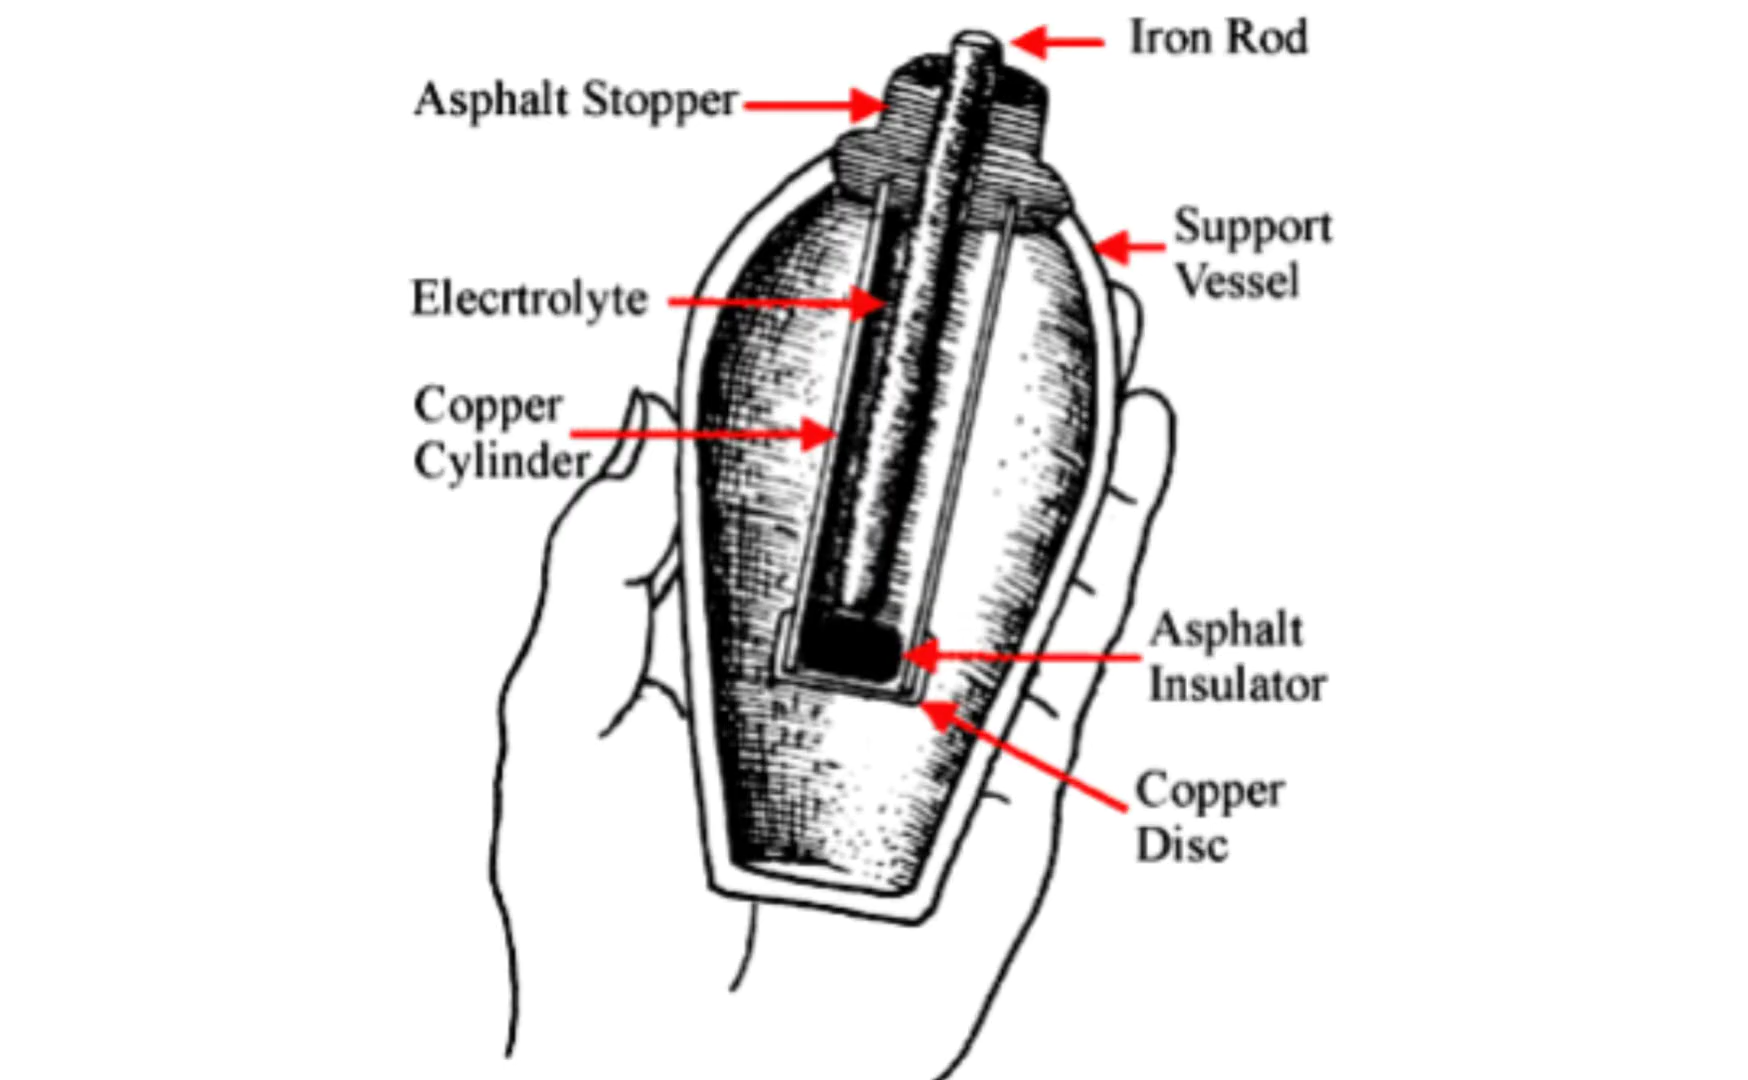 Iron Rod
Asphalt Stopper
Support
Vessel
Elecrtrolyte
Copper
Cylinder
Asphalt
Insulator
Copper
Disc